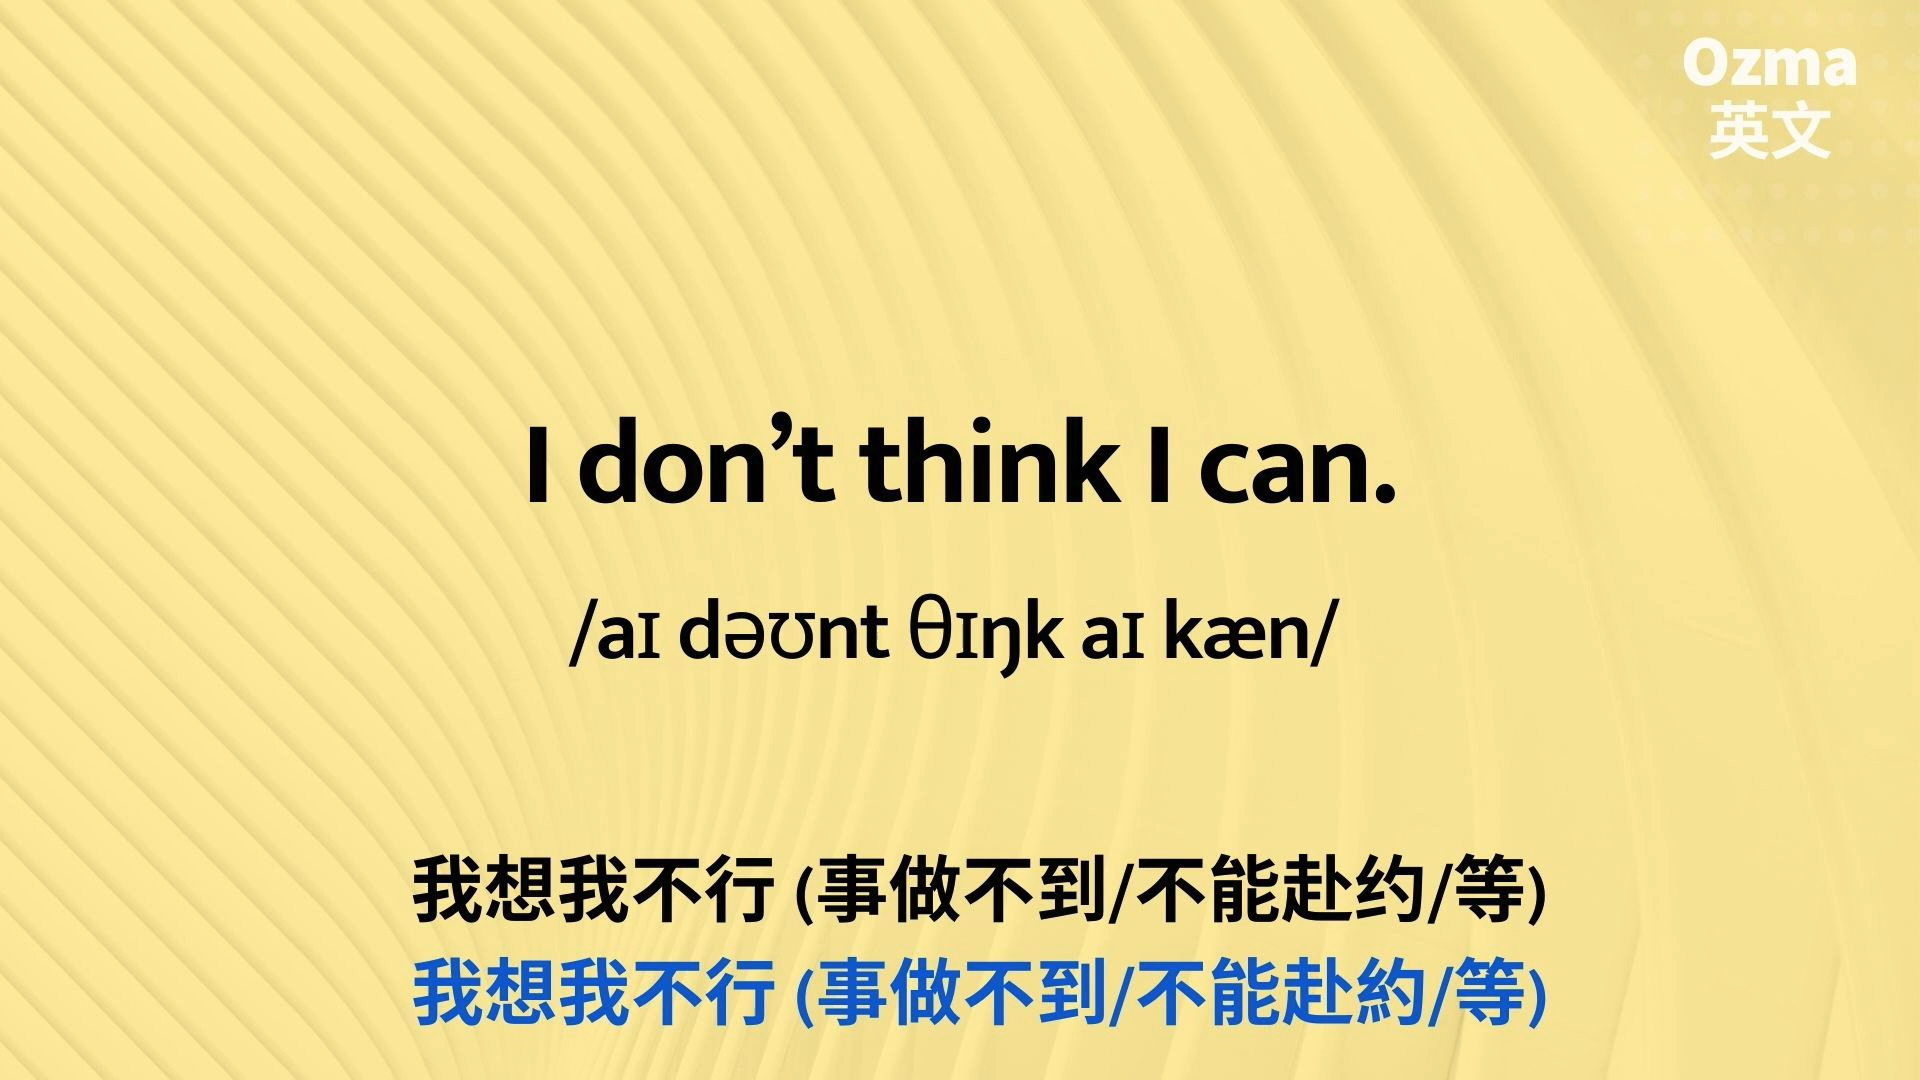 Ozma
英文
I don’t think I can.
/aɪ dəʊnt θɪŋk aɪ kæn/
我想我不行 (事做不到/不能赴约/等)
我想我不行 (事做不到/不能赴約/等)